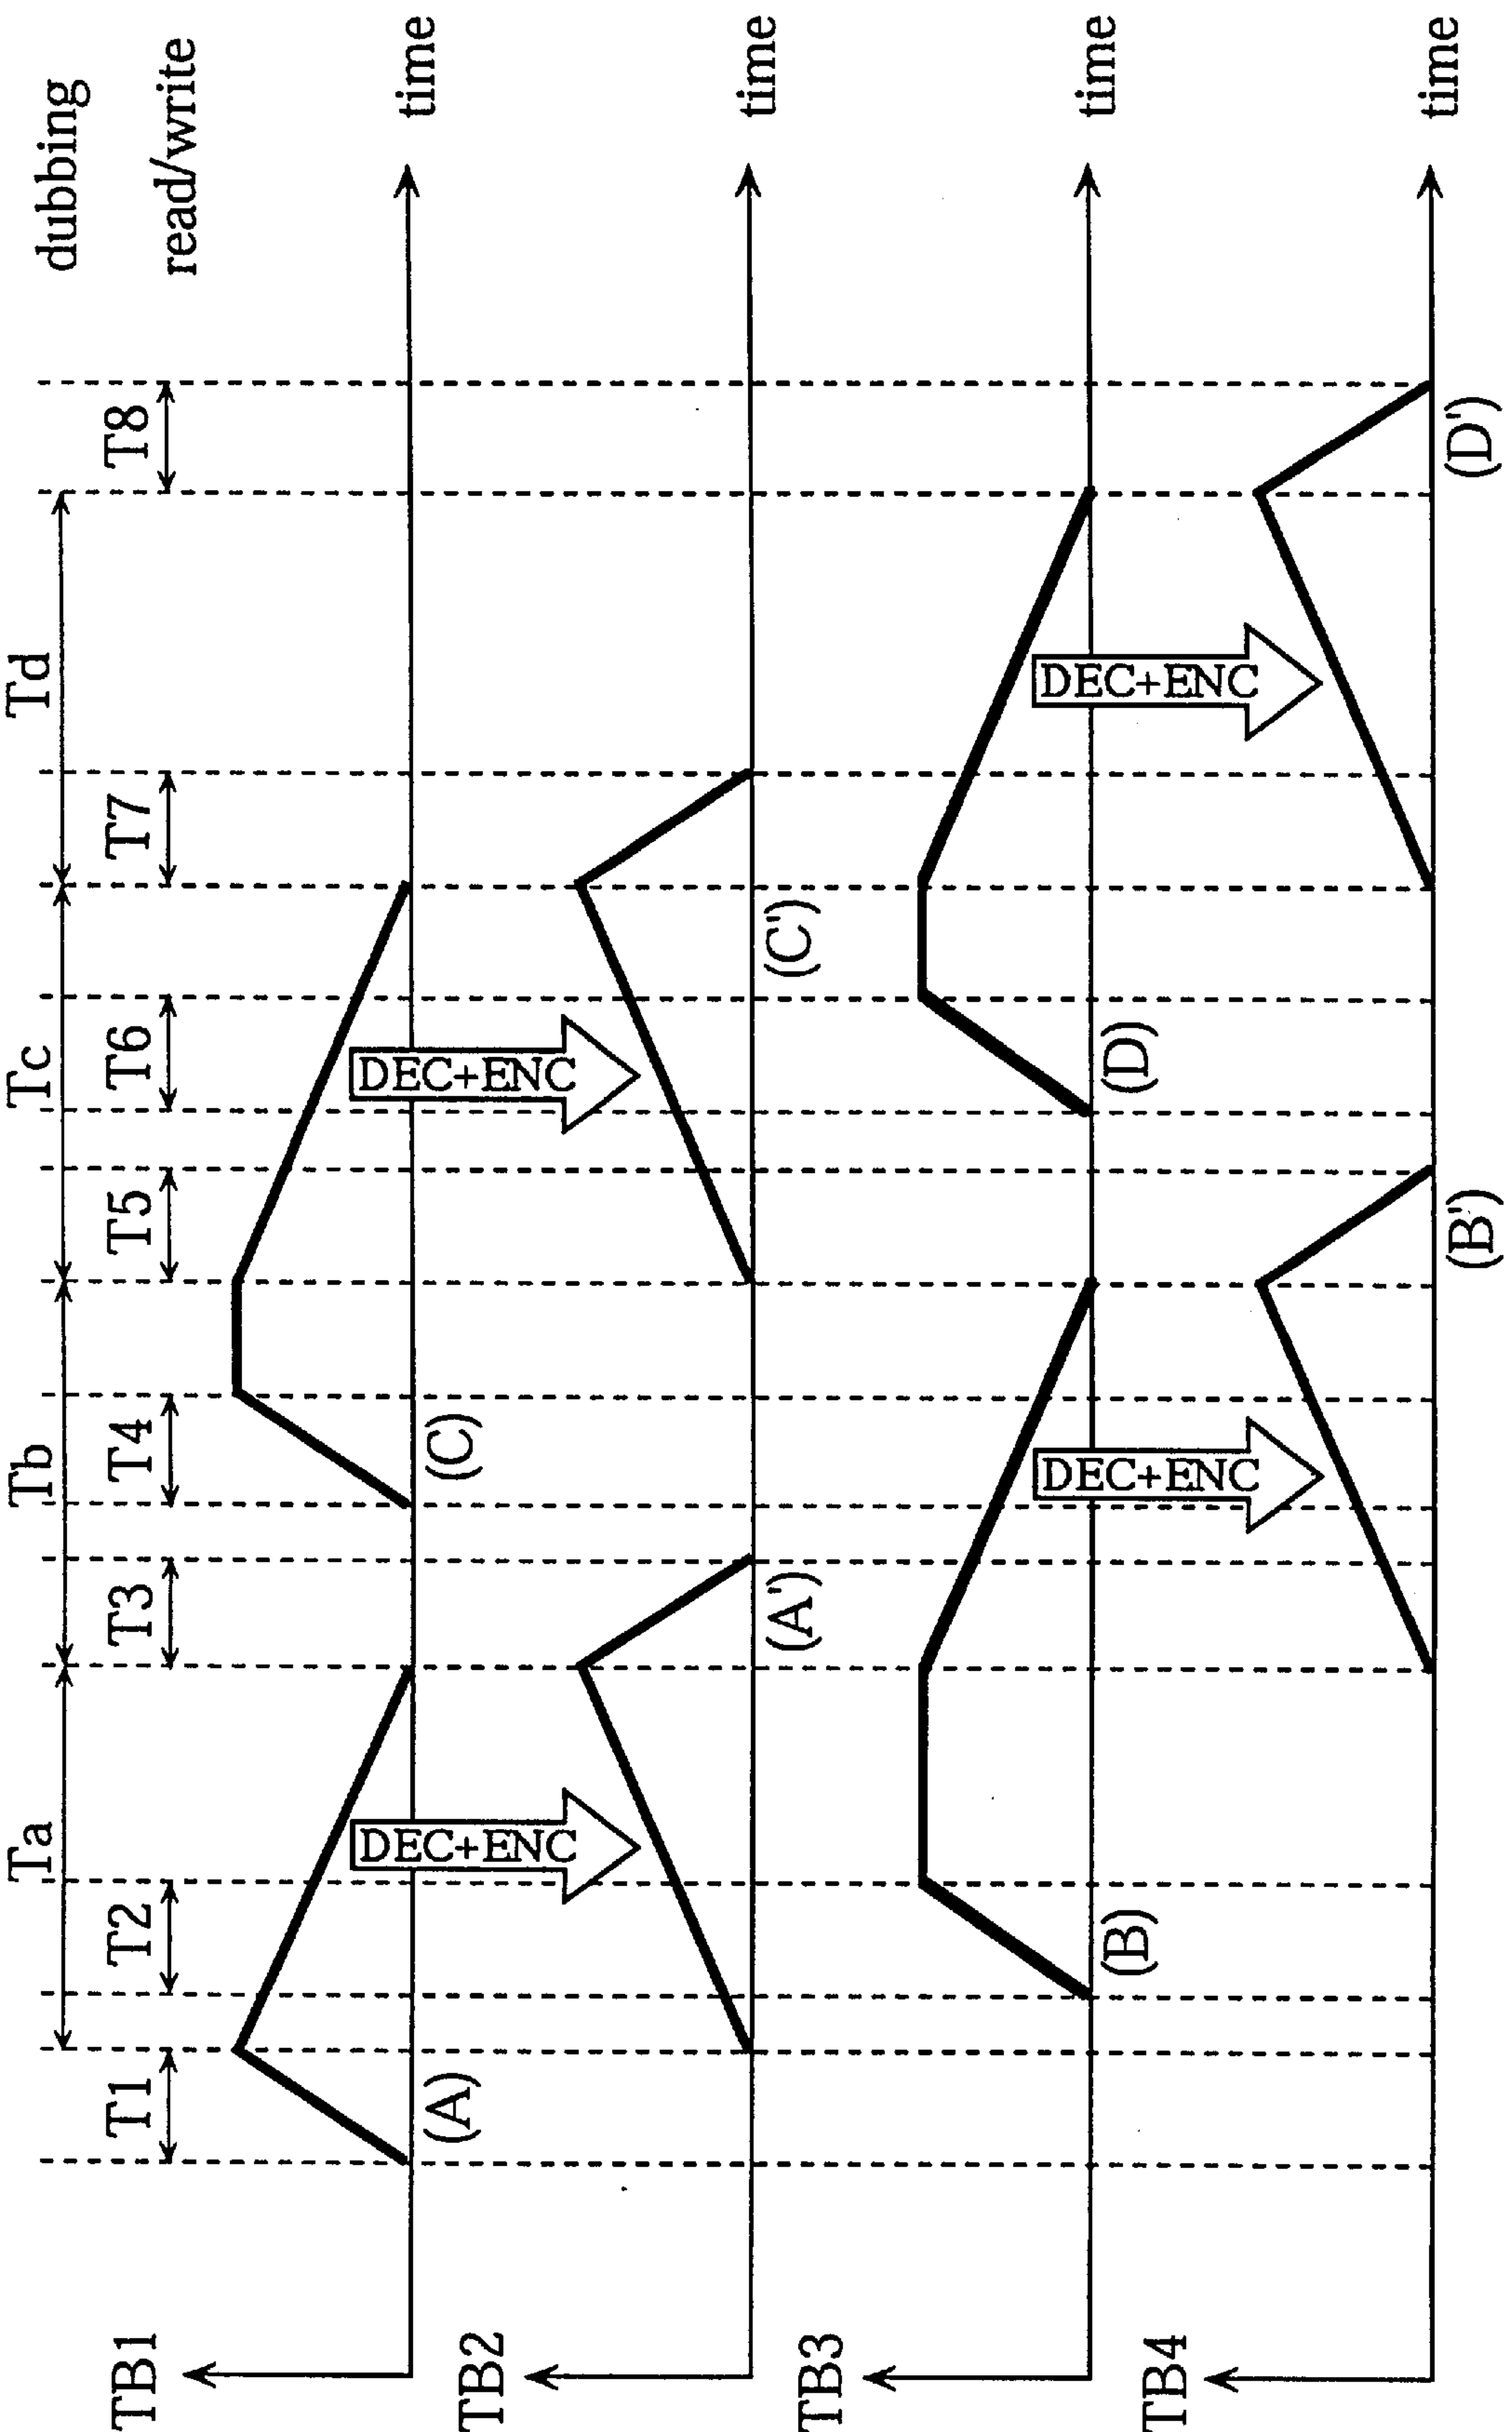 Ta Tb Tc Td dubbing
T1 T2 T3 T4 T5 T6 T7 T8 read/write
TB1
DEC+ENC DEC+ENC
(A) (C) time
TB2
(A') (C') time
TB3
DEC+ENC DEC+ENC
(B) (D) time
TB4
(B') (D') time